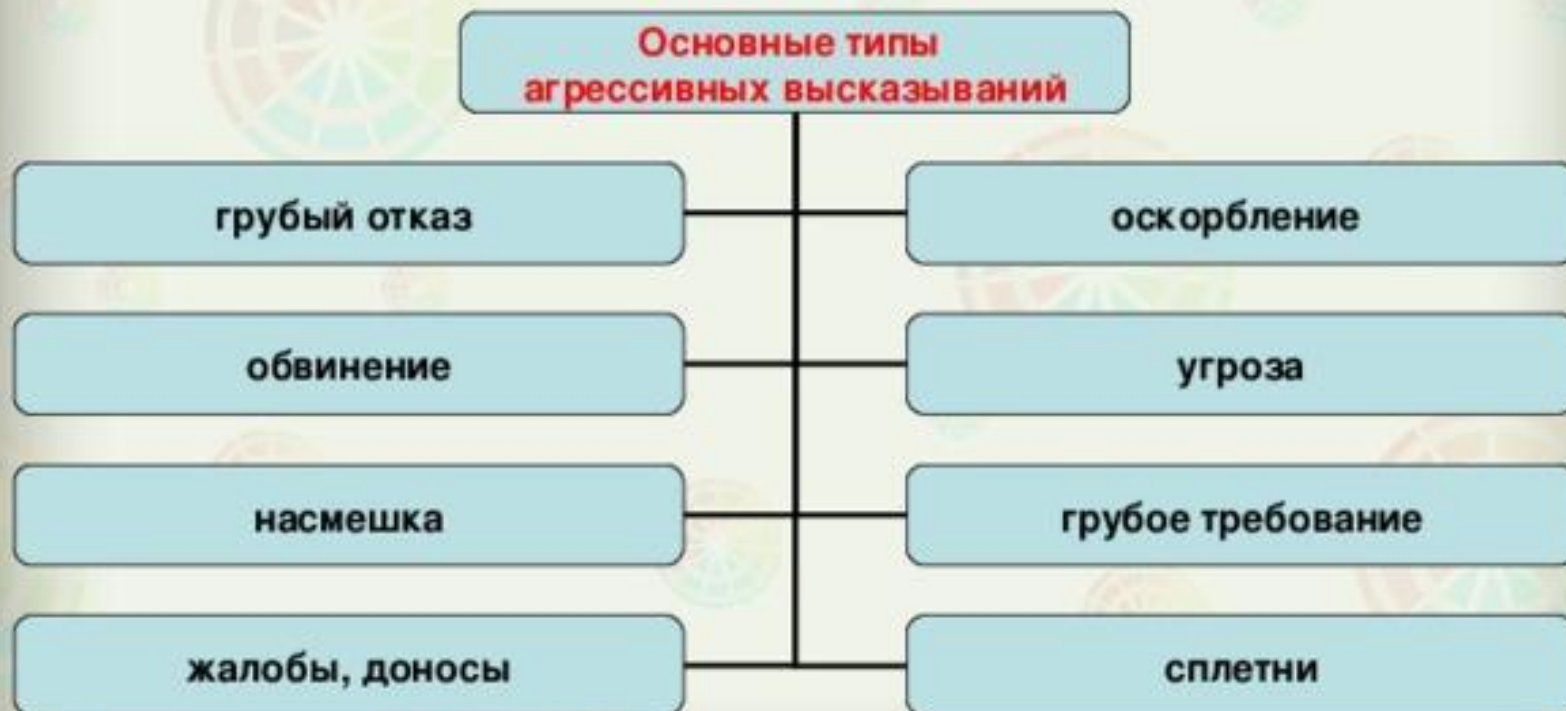 Основные типы
агрессивных высказываний
грубый отказ
оскорбление
обвинение
угроза
насмешка
грубое требование
жалобы, доносы
сплетни